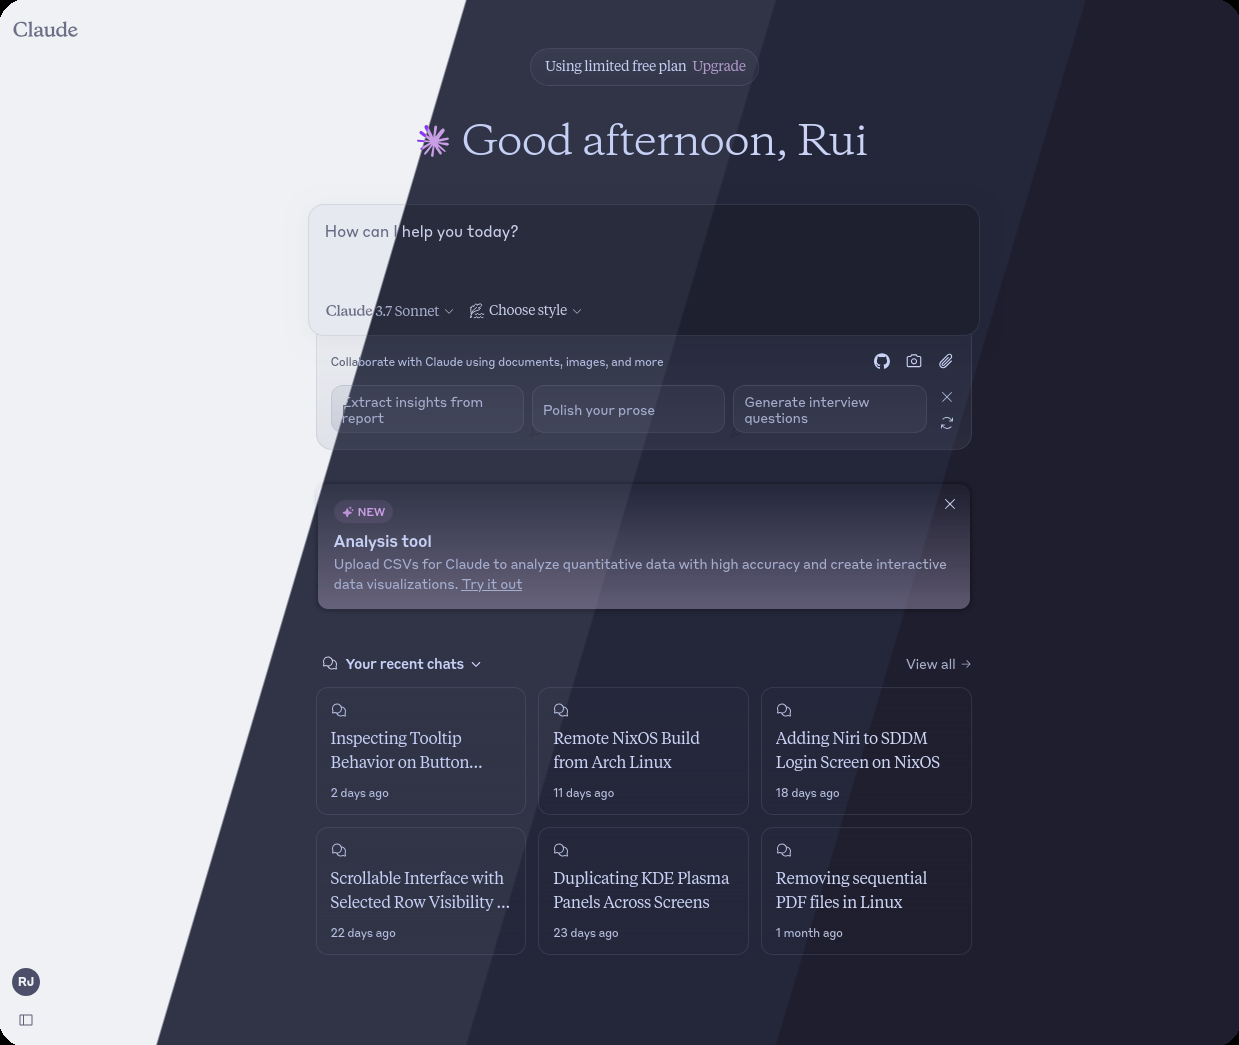 Claude
Using limited free plan Upgrade
Good afternoon, Rui
How can I help you today?
Claude 3.7 Sonnet
Choose style
Collaborate with Claude using documents, images, and more
Extract insights from
report
Polish your prose
Generate interview
questions
NEW
Analysis tool
Upload CSVs for Claude to analyze quantitative data with high accuracy and create interactive
data visualizations. Try it out
Your recent chats
View all →
Inspecting Tooltip
Behavior on Button...
2 days ago
Remote NixOS Build
from Arch Linux
11 days ago
Adding Niri to SDDM
Login Screen on NixOS
18 days ago
Scrollable Interface with
Selected Row Visibility ...
22 days ago
Duplicating KDE Plasma
Panels Across Screens
23 days ago
Removing sequential
PDF files in Linux
1 month ago
RJ